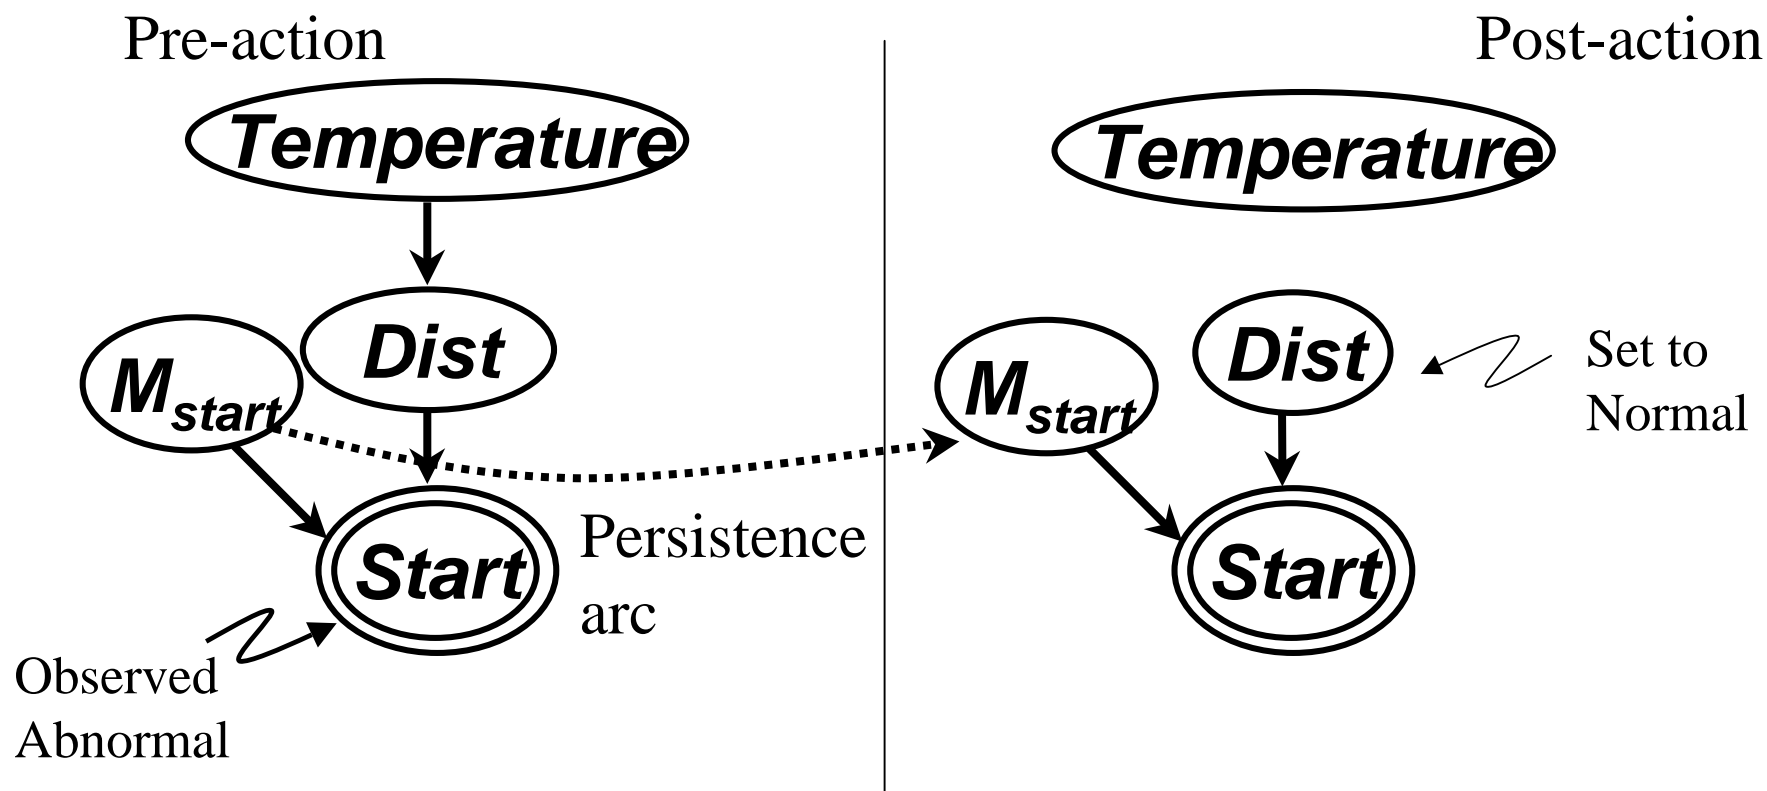 Pre-action
Temperature
Dist
M start
Start
Persistence
arc
Observed
Abnormal
Post-action
Temperature
Dist
M start
Start
Set to
Normal